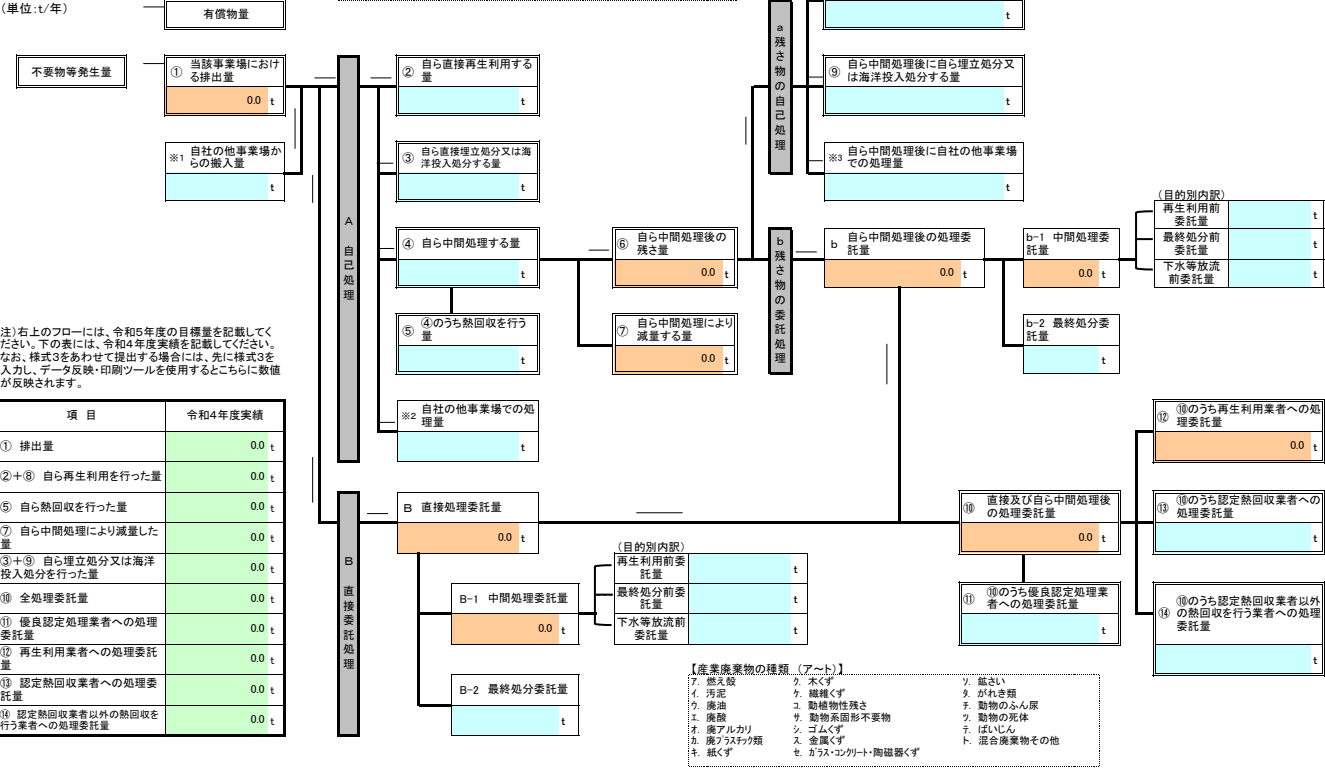 (単位:t/年)
有償物量
不要物等発生量
① 当該事業場における排出量
0.0 t
※1 自社の他事業場からの搬入量
t
A 自己処理
② 自ら直接再生利用する量
t
③ 自ら直接埋立処分又は海洋投入処分する量
t
④ 自ら中間処理する量
t
⑤ ④のうち熱回収を行う量
t
※2 自社の他事業場での処理量
t
⑥ 自ら中間処理後の残さ量
0.0 t
⑦ 自ら中間処理により減量する量
0.0 t
a 残さ物の自己処理
t
⑨ 自ら中間処理後に自ら埋立処分又は海洋投入処分する量
t
※3 自ら中間処理後に自社の他事業場での処理量
t
b 残さ物の委託処理
b 自ら中間処理後の処理委託量
0.0 t
b-1 中間処理委託量
0.0 t
(目的別内訳)
再生利用前委託量 t
最終処分前委託量 t
下水等放流前委託量 t
b-2 最終処分委託量
t
注)右上のフローには、令和5年度の目標量を記載してく
ださい。下の表には、令和4年度実績を記載してください。
なお、様式3をあわせて提出する場合には、先に様式3を
入力し、データ反映・印刷ツールを使用するとこちらに数値
が反映されます。
項 目 令和4年度実績
① 排出量 0.0 t
②+⑧ 自ら再生利用を行った量 0.0 t
⑤ 自ら熱回収を行った量 0.0 t
⑦ 自ら中間処理により減量した量 0.0 t
③+⑨ 自ら埋立処分又は海洋投入処分を行った量 0.0 t
⑩ 全処理委託量 0.0 t
⑪ 優良認定処理業者への処理委託量 0.0 t
⑫ 再生利用業者への処理委託量 0.0 t
⑬ 認定熱回収業者への処理委託量 0.0 t
⑭ 認定熱回収業者以外の熱回収を行う業者への処理委託量 0.0 t
B 直接委託処理
B 直接処理委託量
0.0 t
B-1 中間処理委託量
0.0 t
(目的別内訳)
再生利用前委託量 t
最終処分前委託量 t
下水等放流前委託量 t
B-2 最終処分委託量
t
⑩ 直接及び自ら中間処理後の処理委託量
0.0 t
⑪ ⑩のうち優良認定処理業者への処理委託量
t
⑫ ⑩のうち再生利用業者への処理委託量
0.0 t
⑬ ⑩のうち認定熱回収業者への処理委託量
t
⑭ ⑩のうち認定熱回収業者以外の熱回収を行う業者への処理委託量
t
【産業廃棄物の種類 (ア~ト)】
ア. 燃え殻 ク. 木くず ソ. 鉱さい
イ. 汚泥 ケ. 繊維くず タ. がれき類
ウ. 廃油 コ. 動植物性残さ チ. 動物のふん尿
エ. 廃酸 サ. 動物系固形不要物 ツ. 動物の死体
オ. 廃アルカリ シ. ゴムくず テ. ばいじん
カ. 廃プラスチック類 ス. 金属くず ト. 混合廃棄物その他
キ. 紙くず セ. ガラス・コンクリート・陶磁器くず